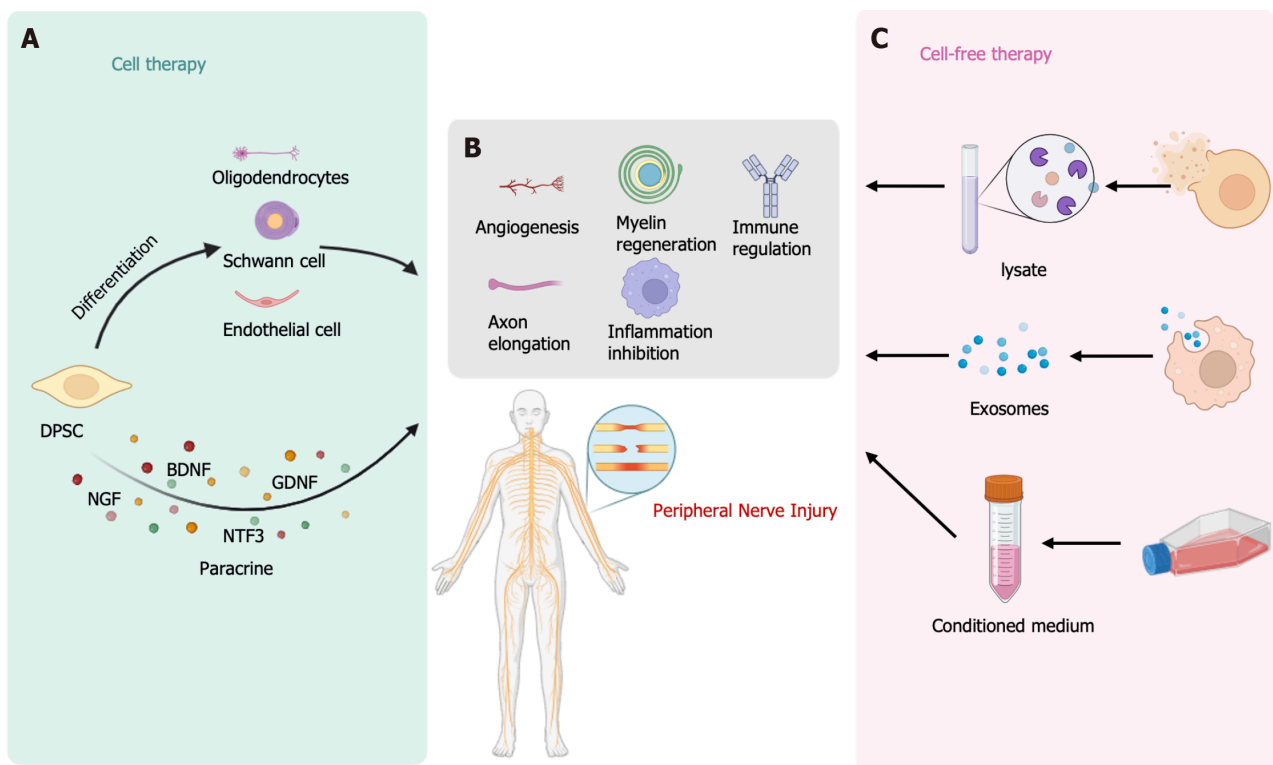 A
Cell therapy
Oligodendrocytes
Schwann cell
Differentiation
Endothelial cell
DPSC
BDNF
GDNF
NGF
NTF3
Paracrine
B
Angiogenesis
Myelin
regeneration
Immune
regulation
Axon
elongation
Inflammation
inhibition
Peripheral Nerve Injury
C
Cell-free therapy
lysate
Exosomes
Conditioned medium